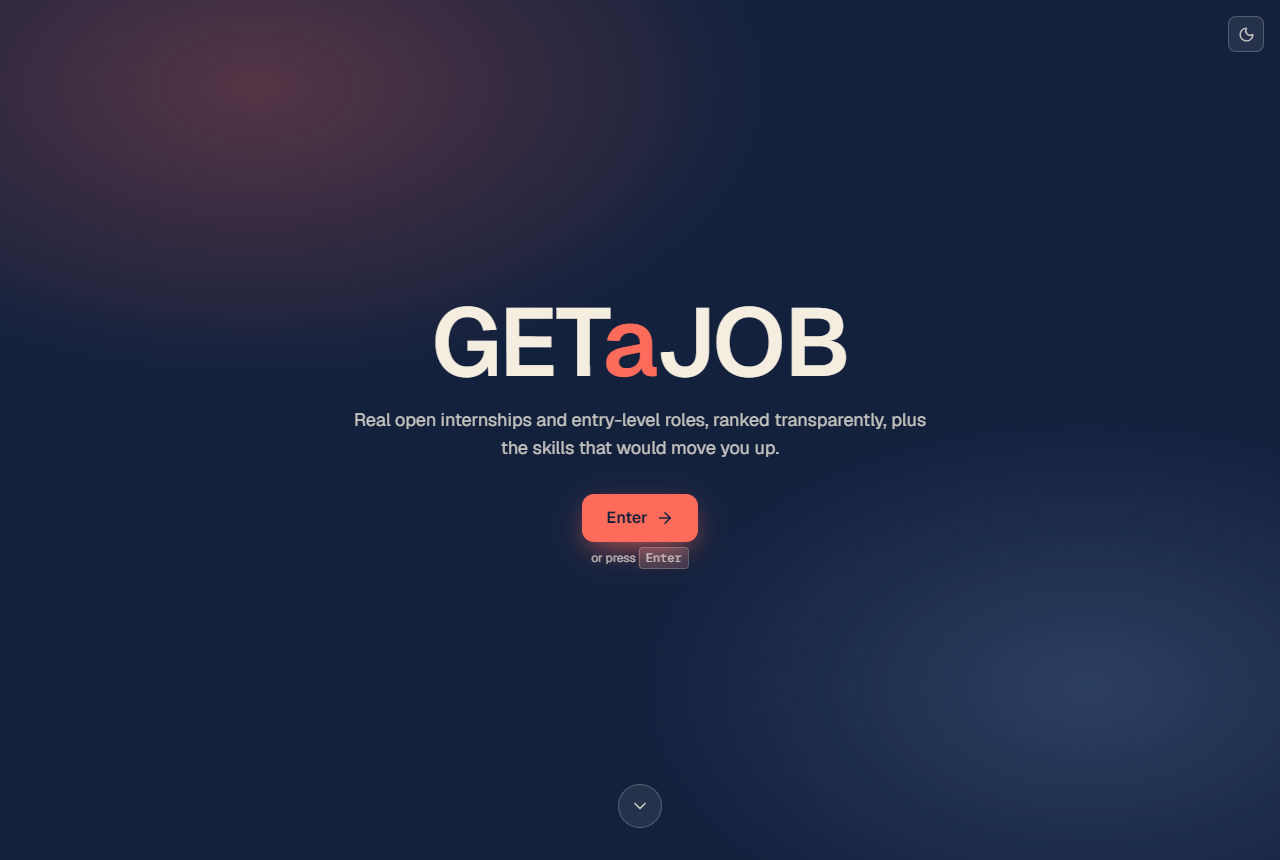 GETaJOB
Real open internships and entry-level roles, ranked transparently, plus
the skills that would move you up.
Enter
or press Enter